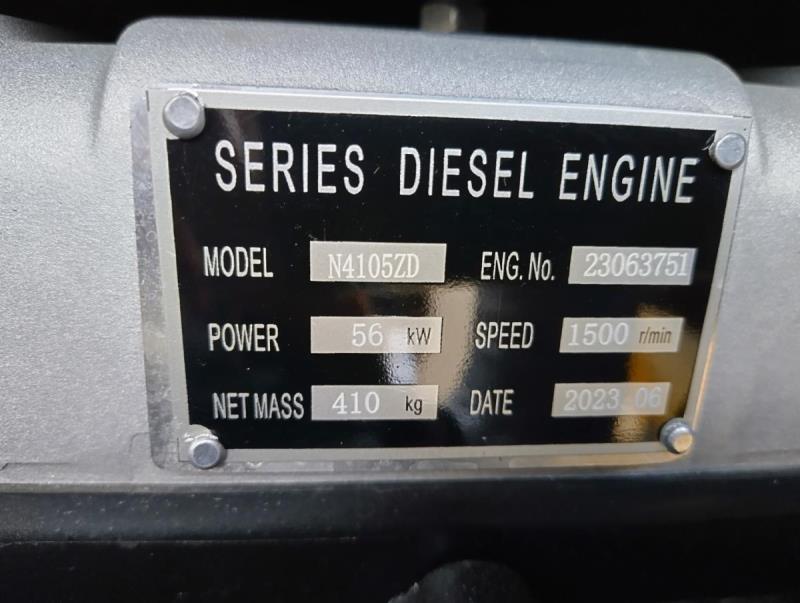 SERIES DIESEL ENGINE
MODEL N4105ZD ENG. No. 23063751
POWER 56 kW SPEED 1500 r/min
NET MASS 410 kg DATE 2023 06